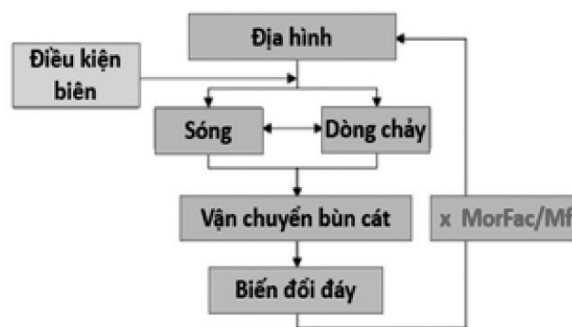 Địa hình
Điều kiện
biên
Sóng
Dòng chảy
Vận chuyển bùn cát
x MorFac/Mf
Biến đổi đáy